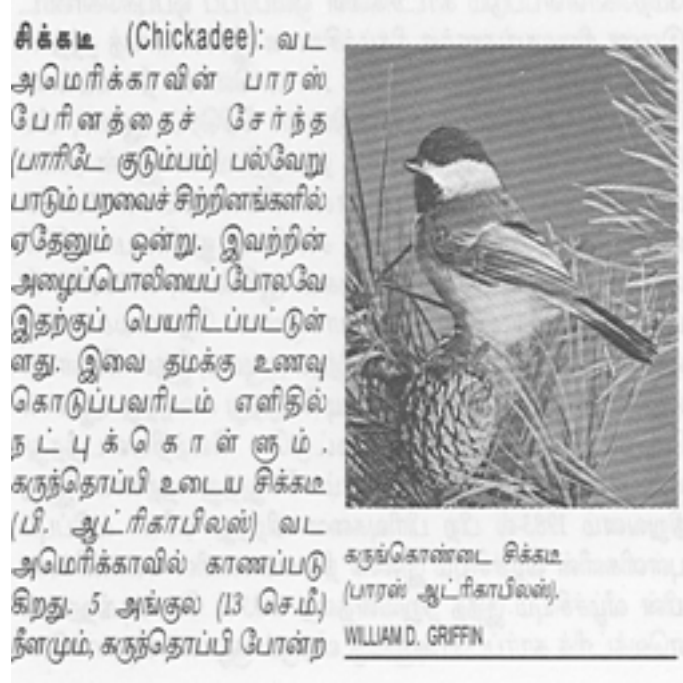 சிக்கடீ (Chickadee): வட
அமெரிக்காவின் பாரஸ்
பேரினத்தைச் சேர்ந்த
(பாரிடே குடும்பம்) பல்வேறு
பாடும் பறவைச் சிற்றினங்களில்
ஏதேனும் ஒன்று. இவற்றின்
அழைப்பொலியைப் போலவே
இதற்குப் பெயரிடப்பட்டுள்
ளது. இவை தமக்கு உணவு
கொடுப்பவரிடம் எளிதில்
நட்புக்கொள்ளும்.
கருந்தொப்பி உடைய சிக்கடீ
(பி. ஆட்ரிகாபிலஸ்) வட
அமெரிக்காவில் காணப்படு
கிறது. 5 அங்குல (13 செ.மீ.)
நீளமும், கருந்தொப்பி போன்ற
கருங்கொண்டை சிக்கடீ
(பாரஸ் ஆட்ரிகாபிலஸ்).
WILLIAM D. GRIFFIN